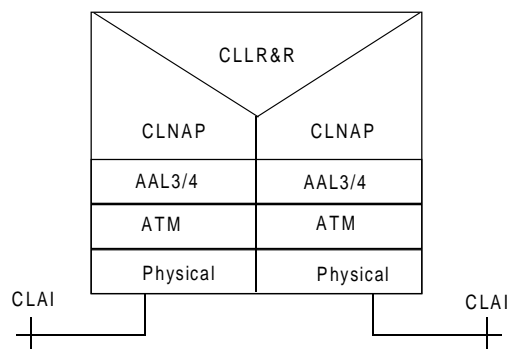 CLLR&R
CLNAP CLNAP
AAL3/4 AAL3/4
ATM ATM
Physical Physical
CLAI CLAI